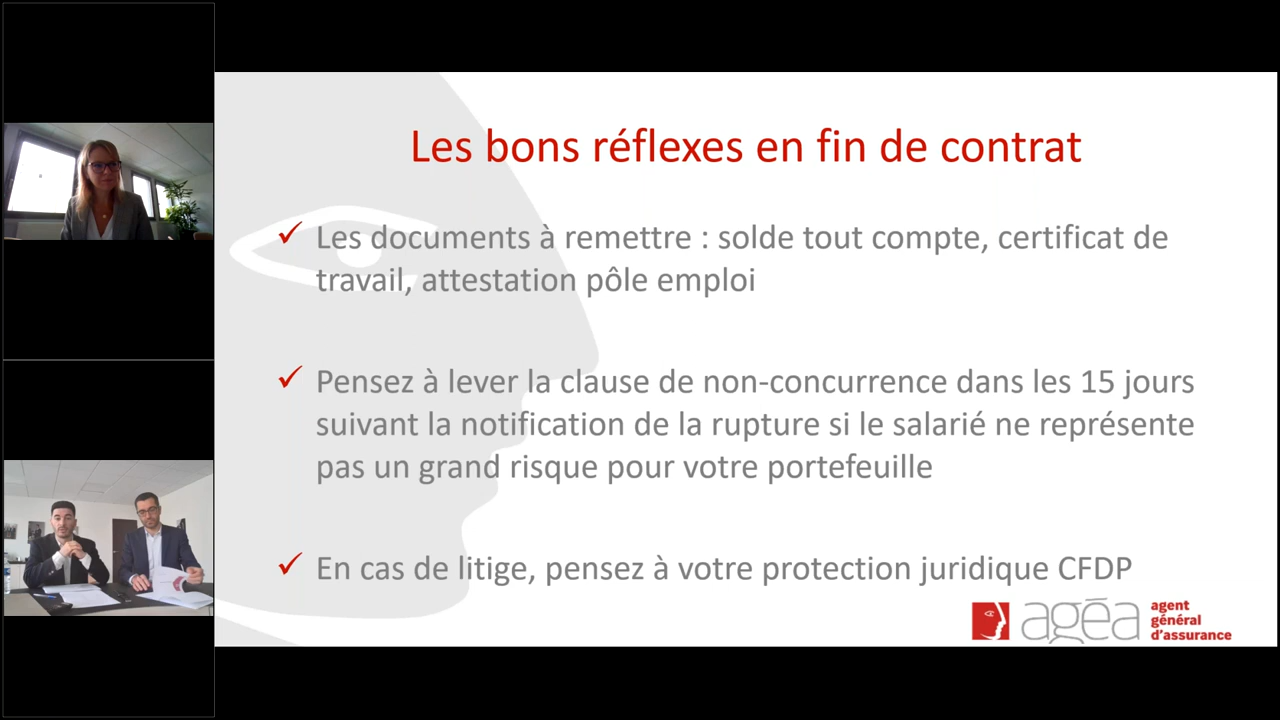 Les bons réflexes en fin de contrat
✓ Les documents à remettre : solde tout compte, certificat de
travail, attestation pôle emploi
✓ Pensez à lever la clause de non-concurrence dans les 15 jours
suivant la notification de la rupture si le salarié ne représente
pas un grand risque pour votre portefeuille
✓ En cas de litige, pensez à votre protection juridique CFDP
agéa
agent
général
d'assurance